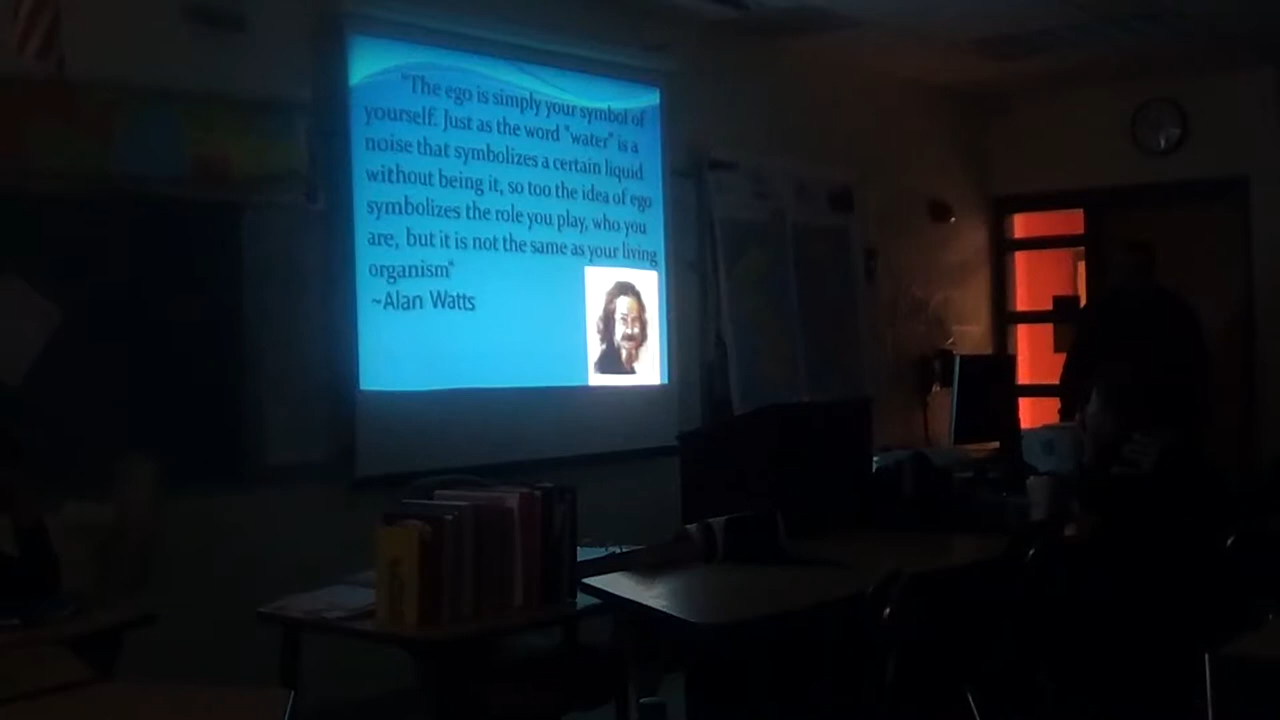 "The ego is simply your symbol of
yourself. Just as the word "water" is a
noise that symbolizes a certain liquid
without being it, so too the idea of ego
symbolizes the role you play, who you
are, but it is not the same as your living
organism"
~Alan Watts